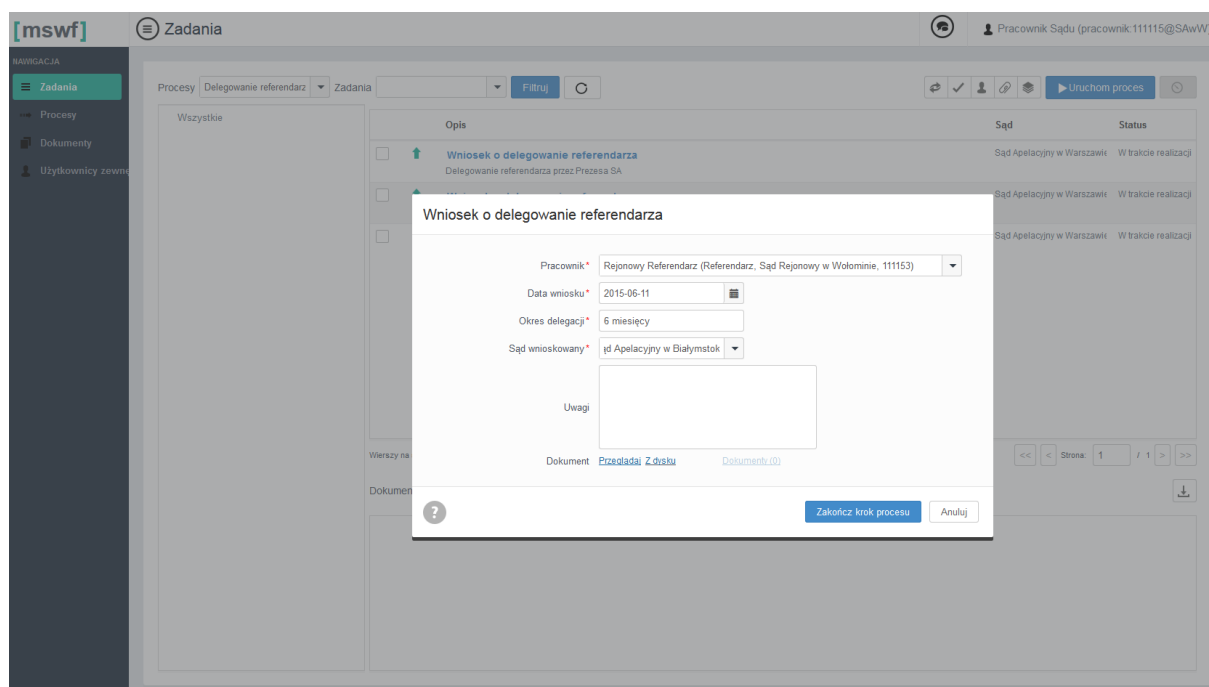 [mswf]
Zadania
Pracownik Sądu (pracownik:111115@SAwW)
NAWIGACJA
Zadania
Procesy
Dokumenty
Użytkownicy zewnę
Procesy Delegowanie referendarz Zadania Filtruj Uruchom proces
Wszystkie
Opis Sąd Status
Wniosek o delegowanie referendarza Sąd Apelacyjny w Warszawie W trakcie realizacji
Delegowanie referendarza przez Prezesa SA
Sąd Apelacyjny w Warszawie W trakcie realizacji
Sąd Apelacyjny w Warszawie W trakcie realizacji
Wniosek o delegowanie referendarza
Pracownik* Rejonowy Referendarz (Referendarz, Sąd Rejonowy w Wołominie, 111153)
Data wniosku* 2015-06-11
Okres delegacji* 6 miesięcy
Sąd wnioskowany* ąd Apelacyjny w Białymstok
Uwagi
Dokument Przeglądaj Z dysku Dokumenty (0)
Wierszy na
<< < Strona: 1 / 1 > >>
Dokumen
? Zakończ krok procesu Anuluj